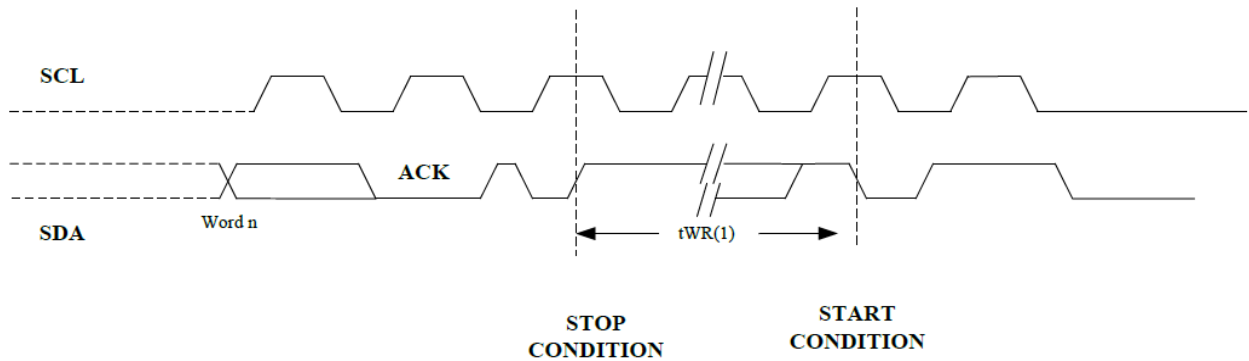 SCL
ACK
Word n
SDA
tWR(1)
STOP
CONDITION
START
CONDITION